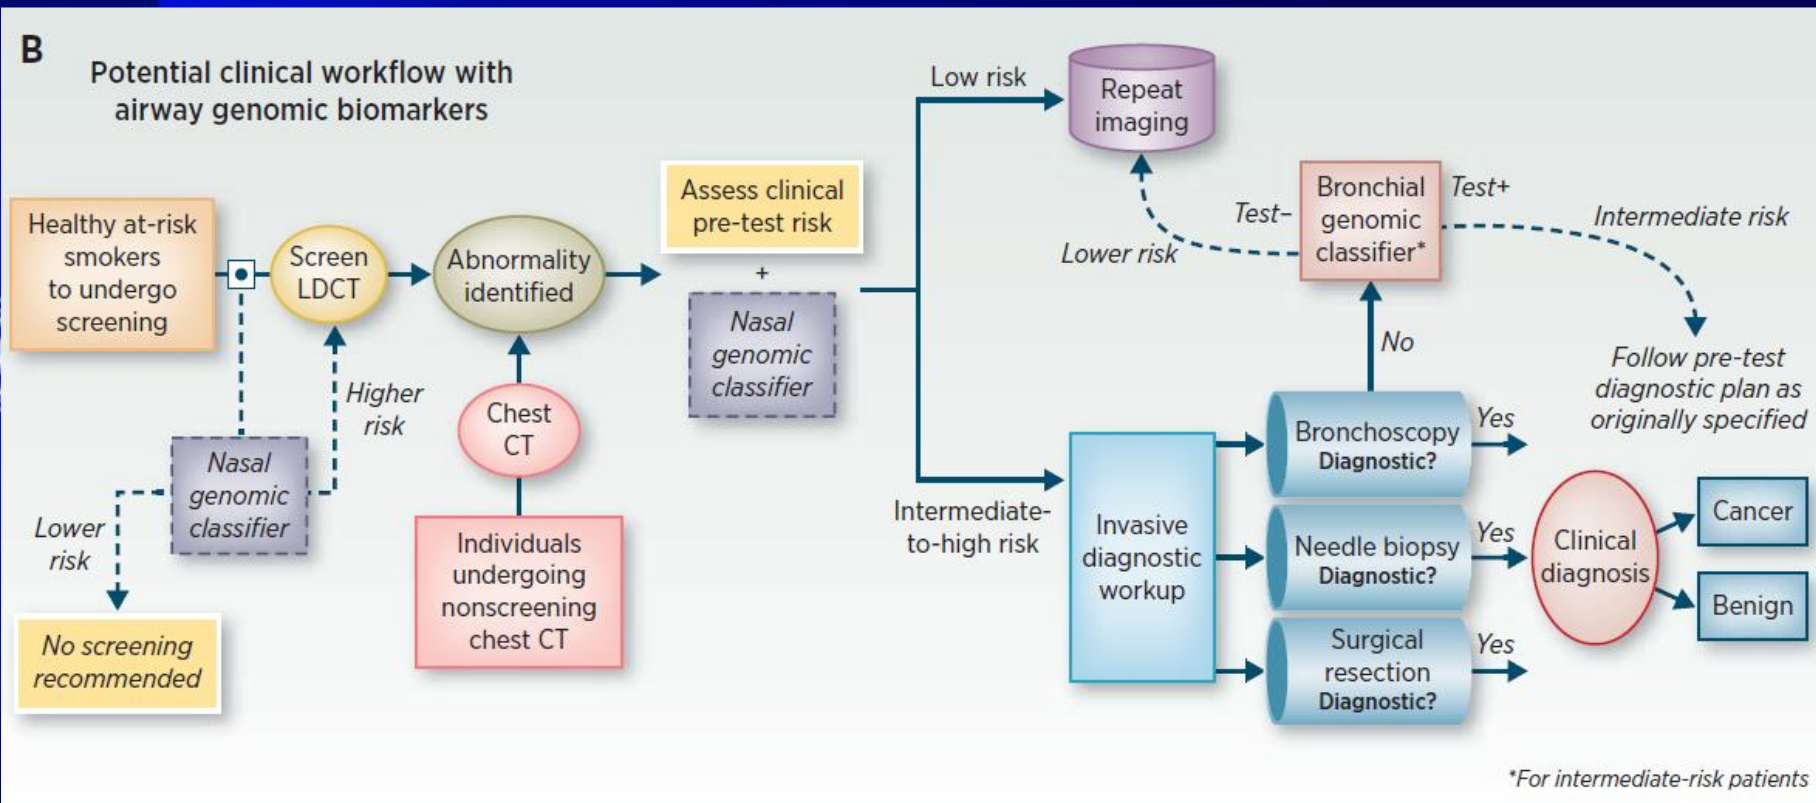 B
Potential clinical workflow with
airway genomic biomarkers
Healthy at-risk
smokers
to undergo
screening
Screen
LDCT
Abnormality
identified
Assess clinical
pre-test risk
+
Nasal
genomic
classifier
Higher
risk
Nasal
genomic
classifier
Lower
risk
No screening
recommended
Chest
CT
Individuals
undergoing
nonscreening
chest CT
Low risk
Repeat
imaging
Lower risk
Test–
Bronchial
genomic
classifier*
Test+
Intermediate risk
Follow pre-test
diagnostic plan as
originally specified
No
Intermediate-
to-high risk
Invasive
diagnostic
workup
Bronchoscopy
Diagnostic?
Yes
Needle biopsy
Diagnostic?
Yes
Surgical
resection
Diagnostic?
Yes
Clinical
diagnosis
Cancer
Benign
*For intermediate-risk patients